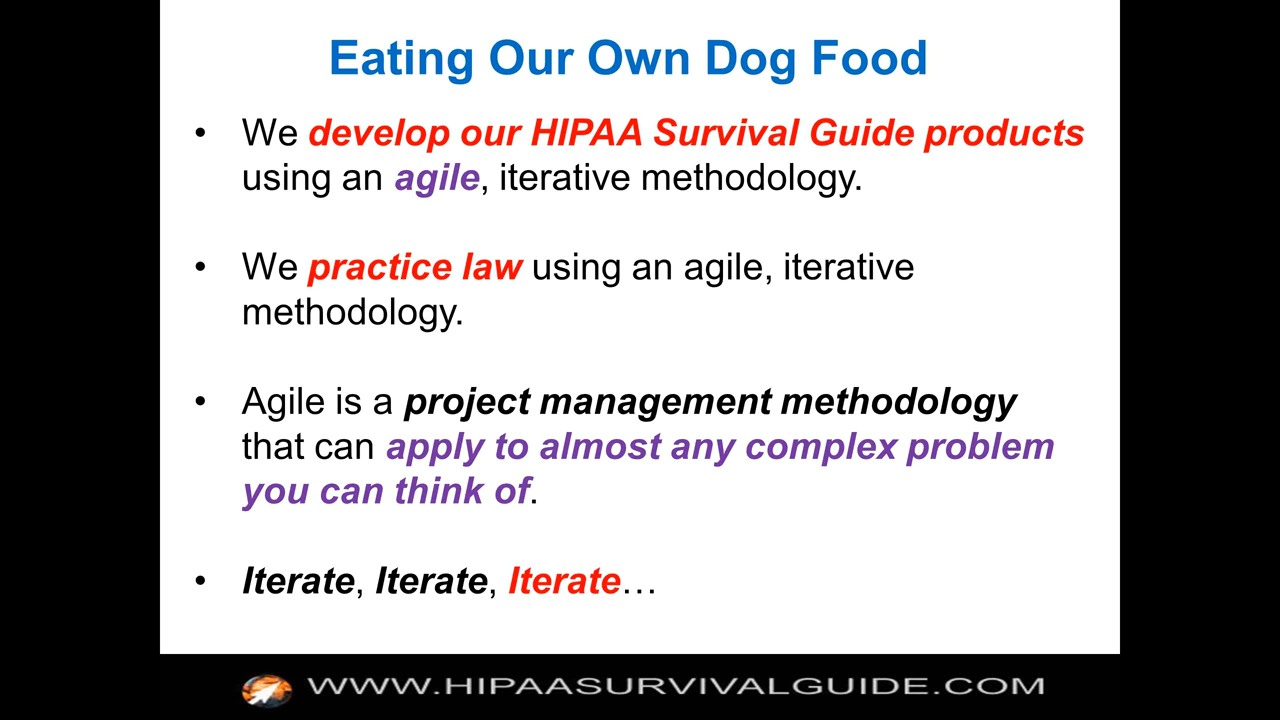 Eating Our Own Dog Food
• We develop our HIPAA Survival Guide products
using an agile, iterative methodology.
• We practice law using an agile, iterative
methodology.
• Agile is a project management methodology
that can apply to almost any complex problem
you can think of.
• Iterate, Iterate, Iterate…
WWW.HIPAASURVIVALGUIDE.COM